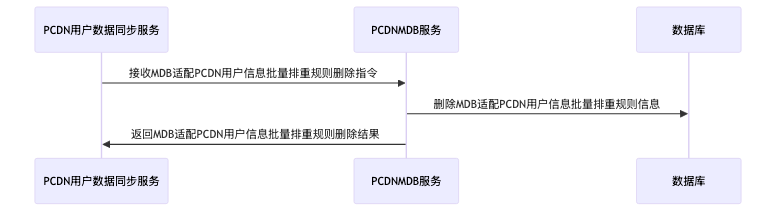 PCDN用户数据同步服务
PCDNMDB服务
数据库
接收MDB适配PCDN用户信息批量排重规则删除指令
删除MDB适配PCDN用户信息批量排重规则信息
返回MDB适配PCDN用户信息批量排重规则删除结果
PCDN用户数据同步服务
PCDNMDB服务
数据库